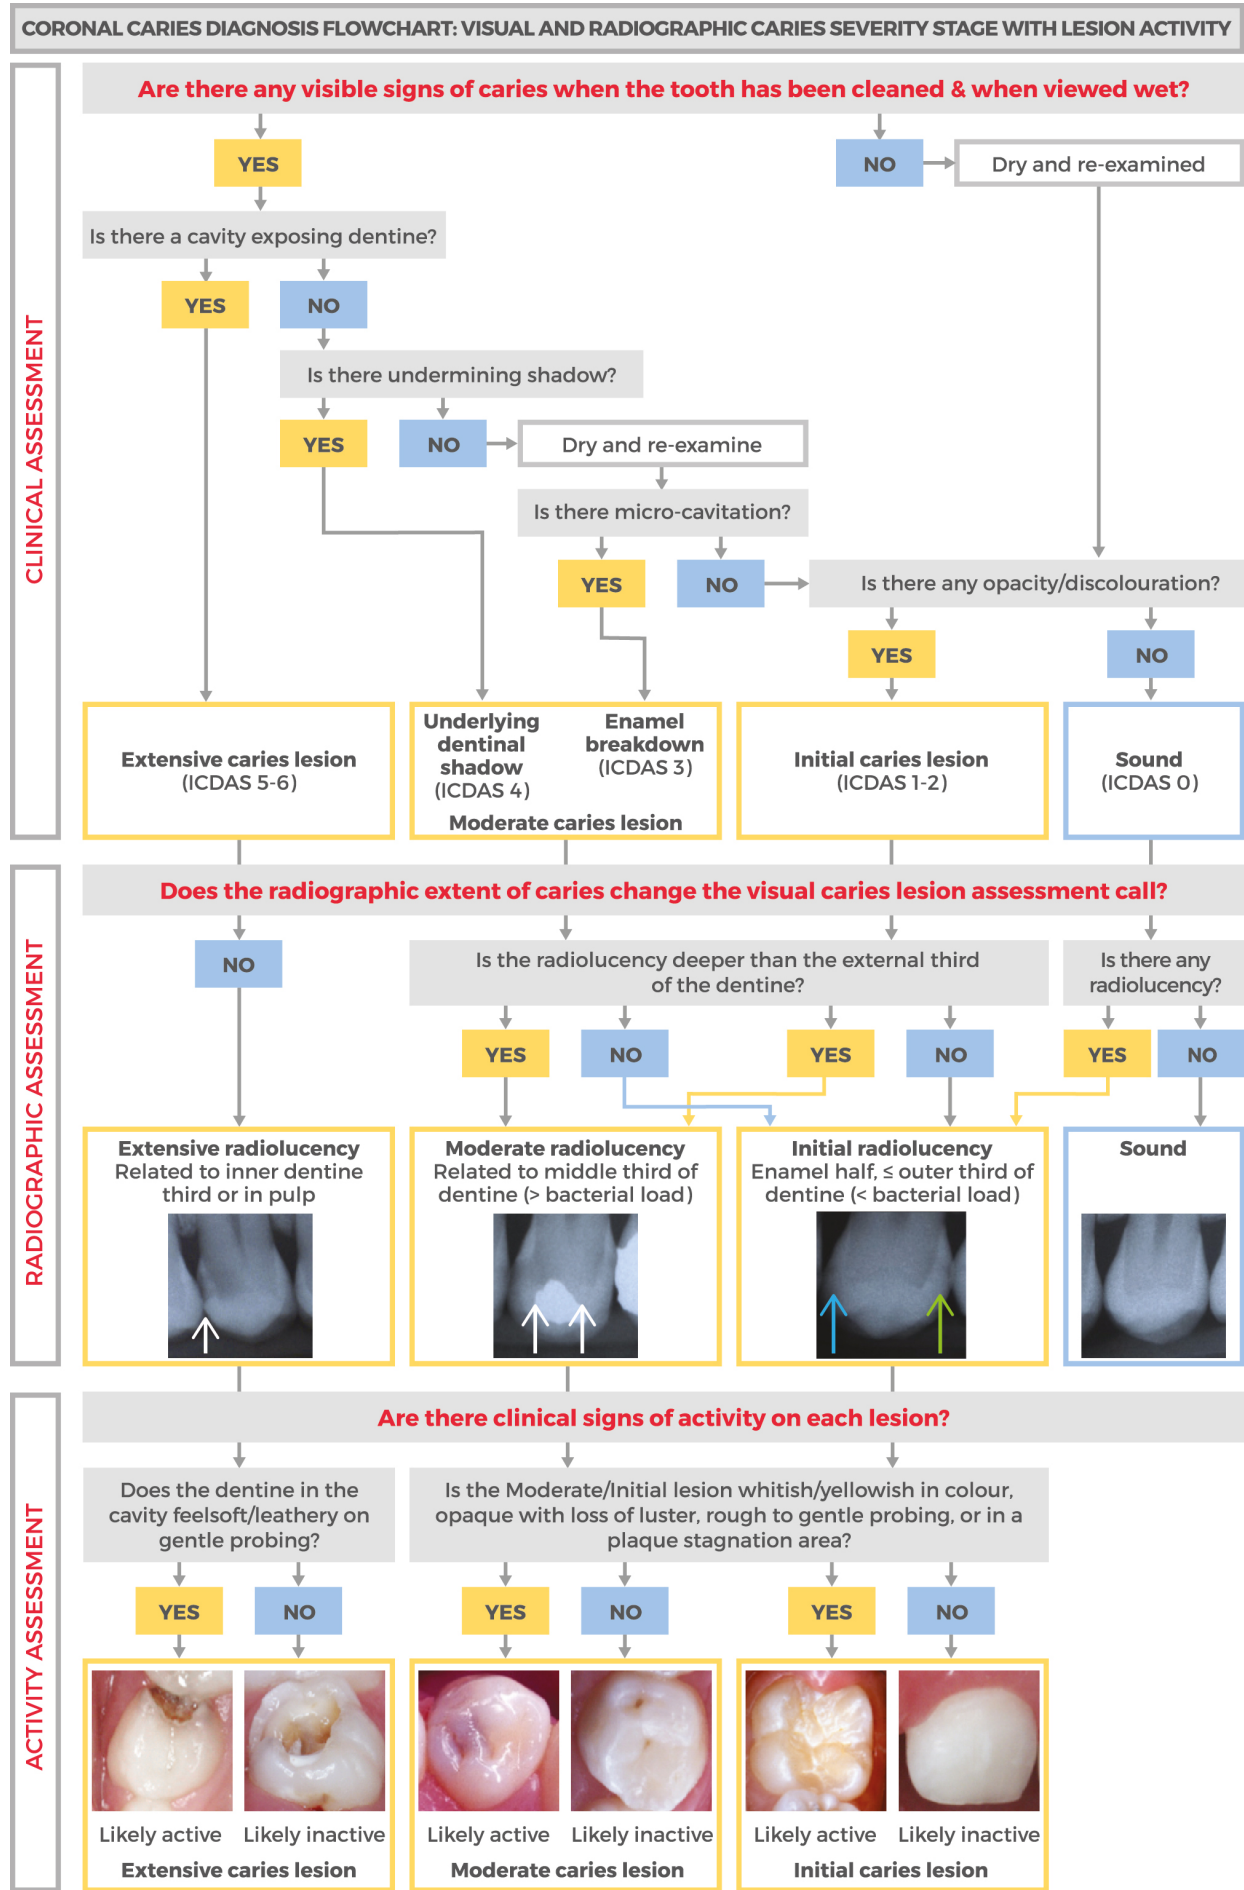 CORONAL CARIES DIAGNOSIS FLOWCHART: VISUAL AND RADIOGRAPHIC CARIES SEVERITY STAGE WITH LESION ACTIVITY
CLINICAL ASSESSMENT
Are there any visible signs of caries when the tooth has been cleaned & when viewed wet?
YES
NO
Dry and re-examined
Is there a cavity exposing dentine?
YES
NO
Is there undermining shadow?
YES
NO
Dry and re-examine
Is there micro-cavitation?
YES
NO
Is there any opacity/discolouration?
YES
NO
Extensive caries lesion
(ICDAS 5-6)
Underlying
dentinal
shadow
(ICDAS 4)
Enamel
breakdown
(ICDAS 3)
Moderate caries lesion
Initial caries lesion
(ICDAS 1-2)
Sound
(ICDAS 0)
RADIOGRAPHIC ASSESSMENT
Does the radiographic extent of caries change the visual caries lesion assessment call?
NO
Is the radiolucency deeper than the external third
of the dentine?
Is there any
radiolucency?
YES
NO
YES
NO
YES
NO
Extensive radiolucency
Related to inner dentine
third or in pulp
Moderate radiolucency
Related to middle third of
dentine (> bacterial load)
Initial radiolucency
Enamel half, ≤ outer third of
dentine (< bacterial load)
Sound
ACTIVITY ASSESSMENT
Are there clinical signs of activity on each lesion?
Does the dentine in the
cavity feelsoft/leathery on
gentle probing?
Is the Moderate/Initial lesion whitish/yellowish in colour,
opaque with loss of luster, rough to gentle probing, or in a
plaque stagnation area?
YES
NO
YES
NO
YES
NO
Likely active
Likely inactive
Extensive caries lesion
Likely active
Likely inactive
Moderate caries lesion
Likely active
Likely inactive
Initial caries lesion